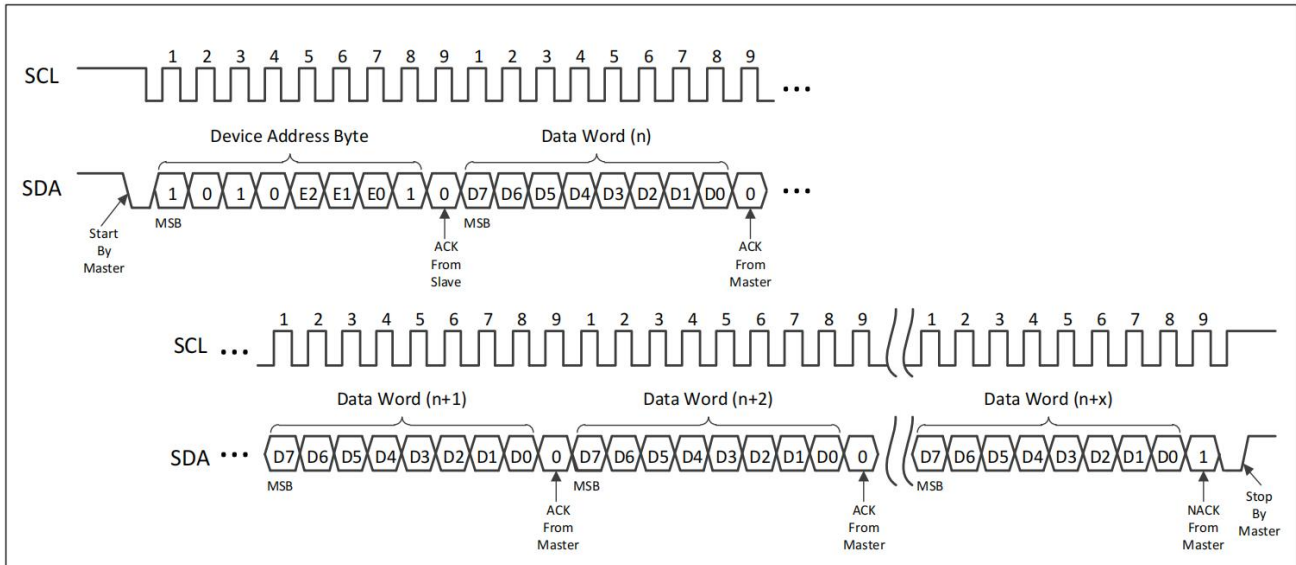 1 2 3 4 5 6 7 8 9 1 2 3 4 5 6 7 8 9
SCL ...
Device Address Byte Data Word (n)
SDA 1 0 1 0 E2 E1 E0 1 0 D7 D6 D5 D4 D3 D2 D1 D0 0 ...
MSB MSB
Start
By
Master
ACK
From
Slave
ACK
From
Master
1 2 3 4 5 6 7 8 9 1 2 3 4 5 6 7 8 9 1 2 3 4 5 6 7 8 9
SCL ...
Data Word (n+1) Data Word (n+2) Data Word (n+x)
SDA ... D7 D6 D5 D4 D3 D2 D1 D0 0 D7 D6 D5 D4 D3 D2 D1 D0 0 D7 D6 D5 D4 D3 D2 D1 D0 1
MSB MSB MSB
ACK
From
Master
ACK
From
Master
NACK
From
Master
Stop
By
Master